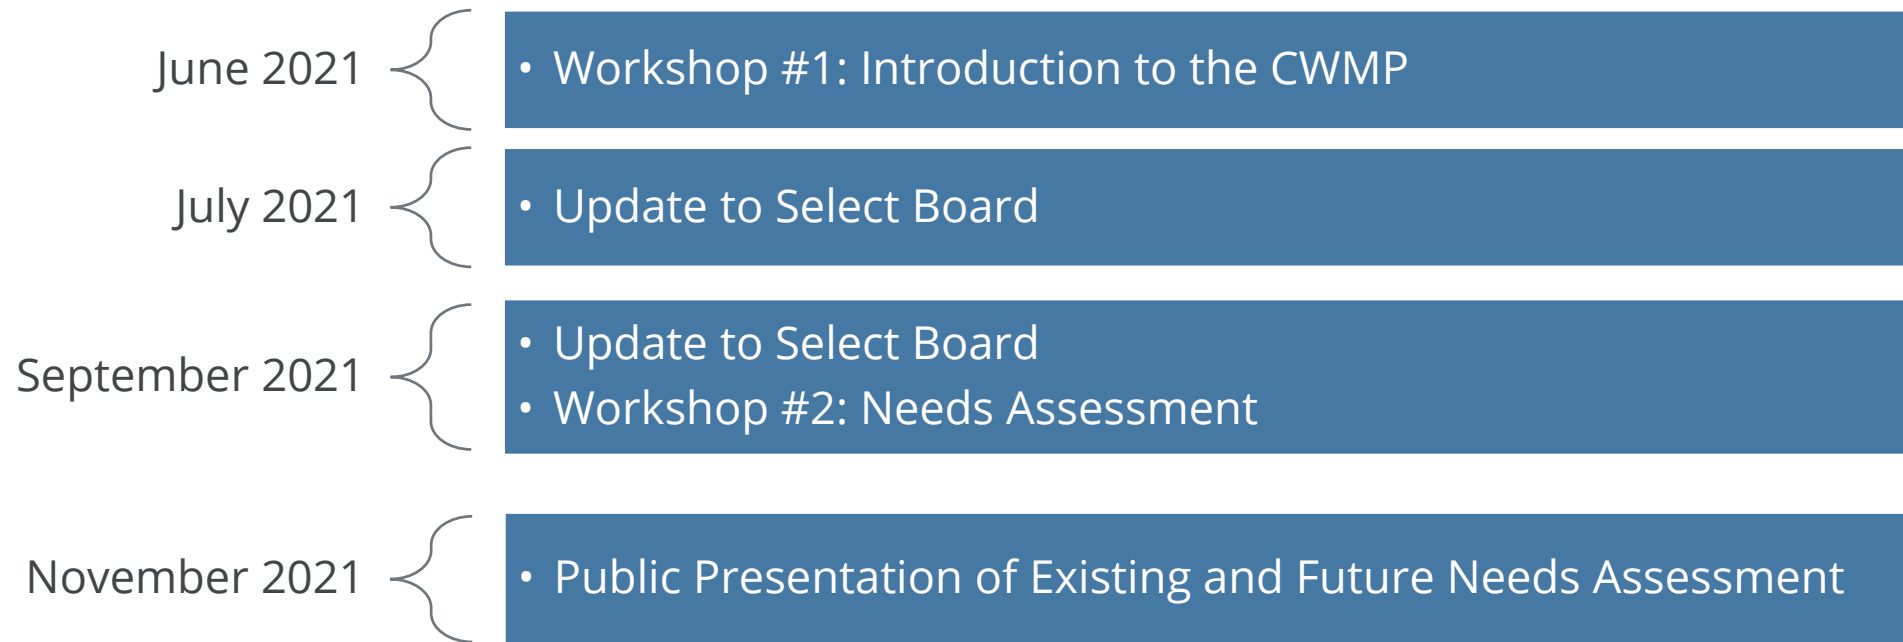 June 2021
• Workshop #1: Introduction to the CWMP
July 2021
• Update to Select Board
September 2021
• Update to Select Board
• Workshop #2: Needs Assessment
November 2021
• Public Presentation of Existing and Future Needs Assessment